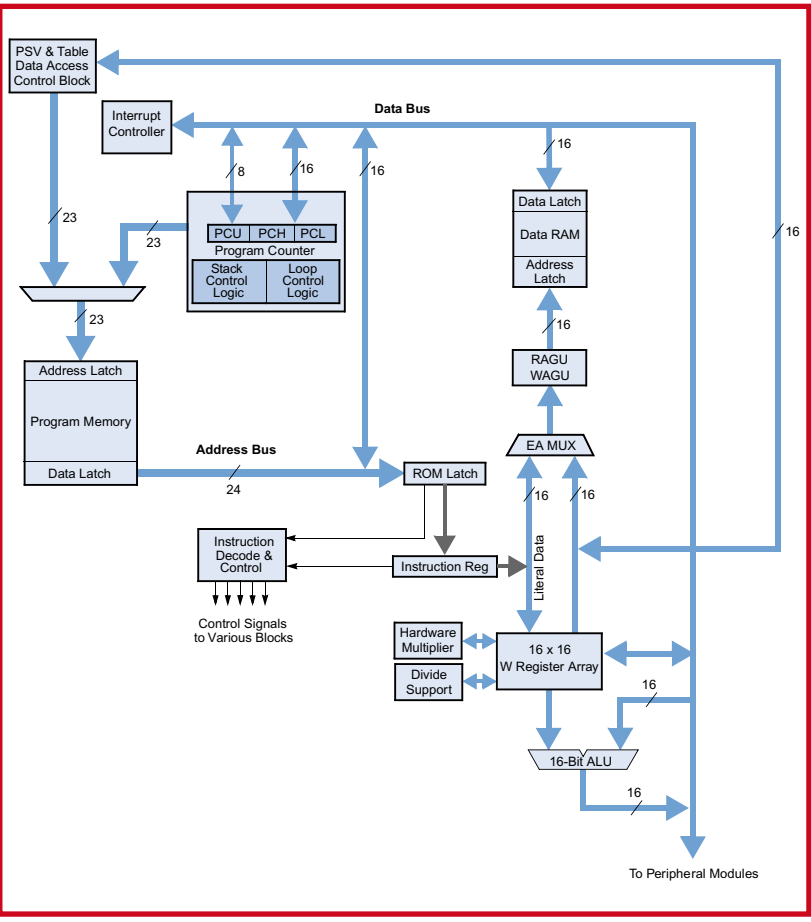 PSV & Table
Data Access
Control Block
Interrupt
Controller
Data Bus
8
16
16
16
23
23
16
PCU
PCH
PCL
Program Counter
Stack
Control
Logic
Loop
Control
Logic
Data Latch
Data RAM
Address
Latch
23
16
Address Latch
Program Memory
Data Latch
RAGU
WAGU
Address Bus
24
ROM Latch
EA MUX
16
16
Instruction
Decode &
Control
Instruction Reg
Literal Data
Control Signals
to Various Blocks
Hardware
Multiplier
Divide
Support
16 x 16
W Register Array
16
16-Bit ALU
16
To Peripheral Modules